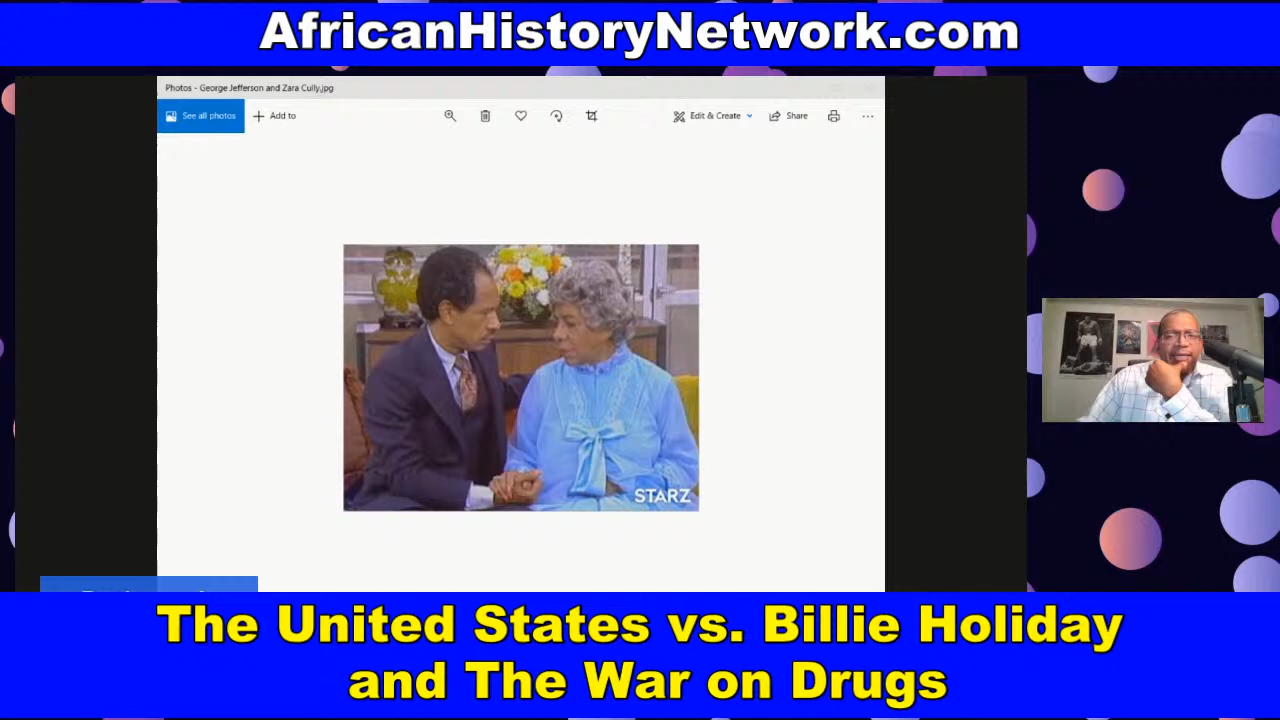 AfricanHistoryNetwork.com
Photos - George Jefferson and Zara Cully.jpg
See all photos
Add to
Edit & Create
Share
STARZ
The United States vs. Billie Holiday
and The War on Drugs